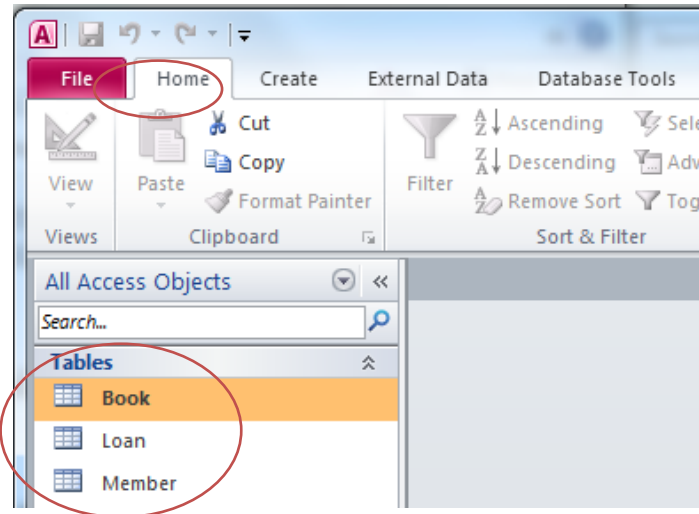 A
File Home Create External Data Database Tools
Cut
Copy
Format Painter
View
Paste
Filter
Ascending
Descending
Remove Sort
Views Clipboard Sort & Filter
All Access Objects
Search...
Tables
Book
Loan
Member